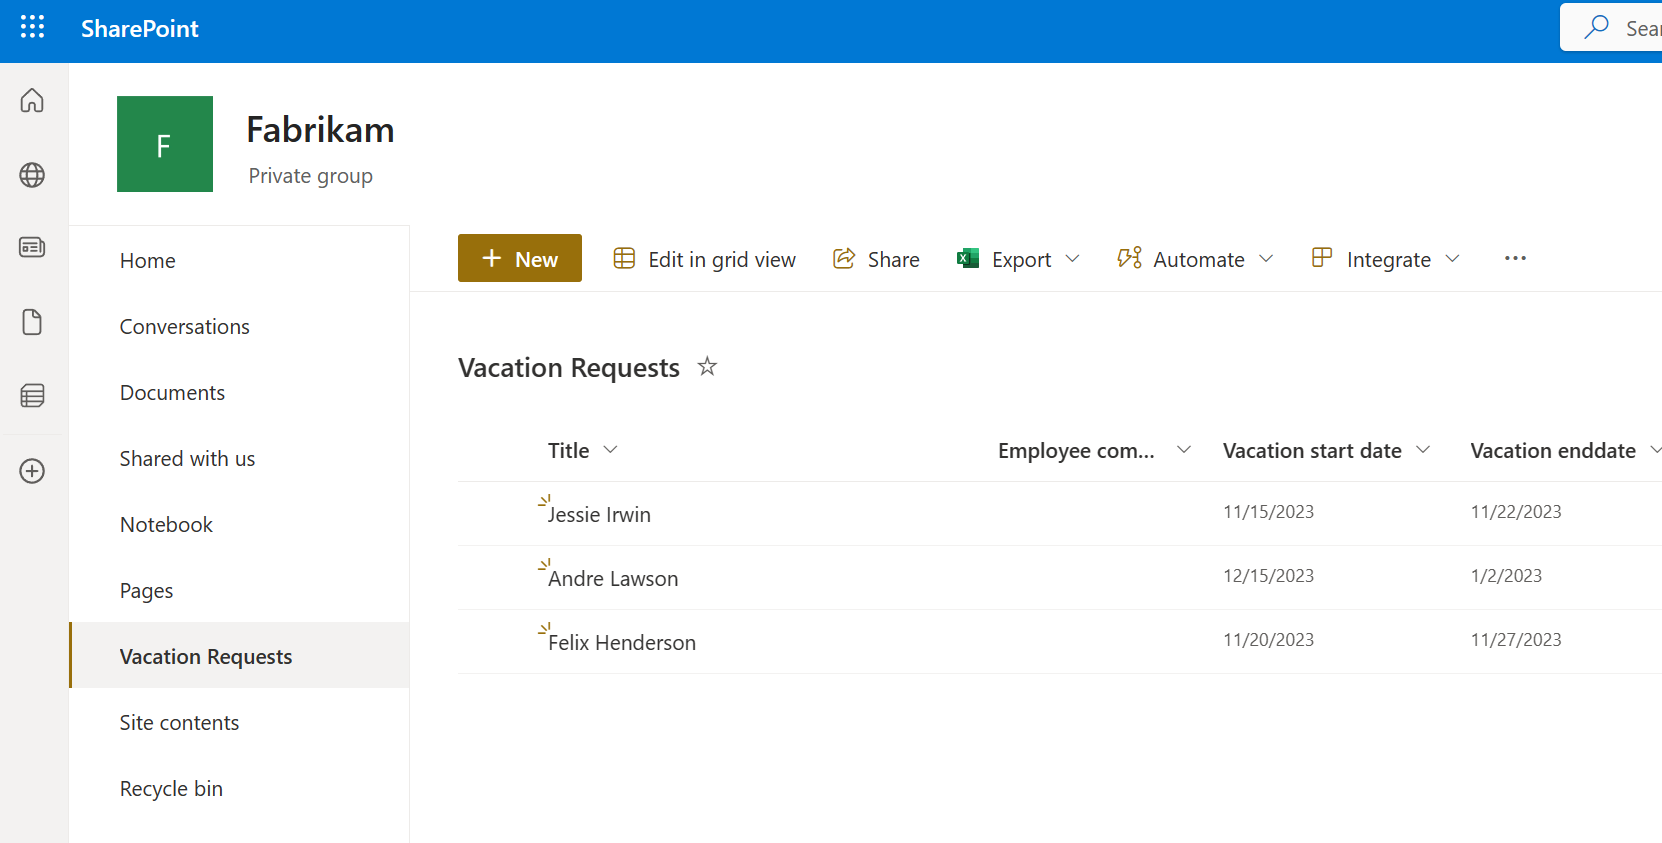 SharePoint
Sear
F
Fabrikam
Private group
Home
Conversations
Documents
Shared with us
Notebook
Pages
Vacation Requests
Site contents
Recycle bin
New
Edit in grid view
Share
Export
Automate
Integrate
Vacation Requests
Title Employee com... Vacation start date Vacation enddate
Jessie Irwin 11/15/2023 11/22/2023
Andre Lawson 12/15/2023 1/2/2023
Felix Henderson 11/20/2023 11/27/2023